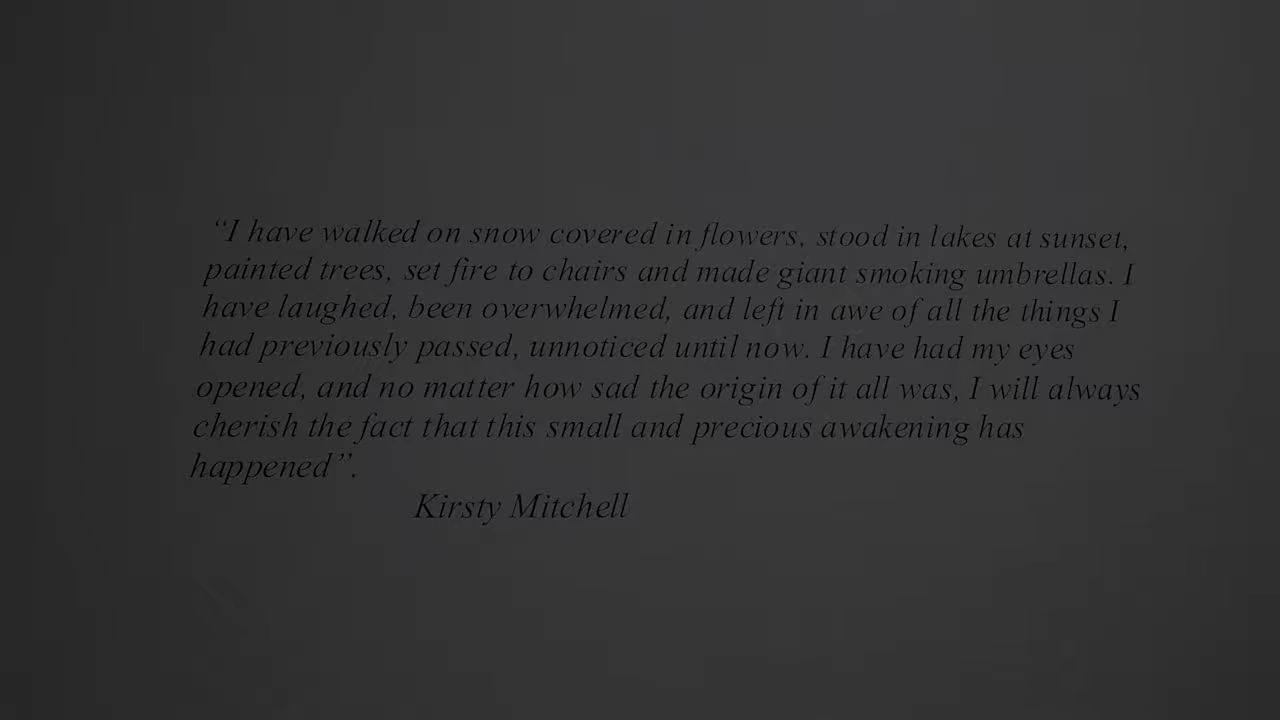 “I have walked on snow covered in flowers, stood in lakes at sunset,
painted trees, set fire to chairs and made giant smoking umbrellas. I
have laughed, been overwhelmed, and left in awe of all the things I
had previously passed, unnoticed until now. I have had my eyes
opened, and no matter how sad the origin of it all was, I will always
cherish the fact that this small and precious awakening has
happened”.
Kirsty Mitchell